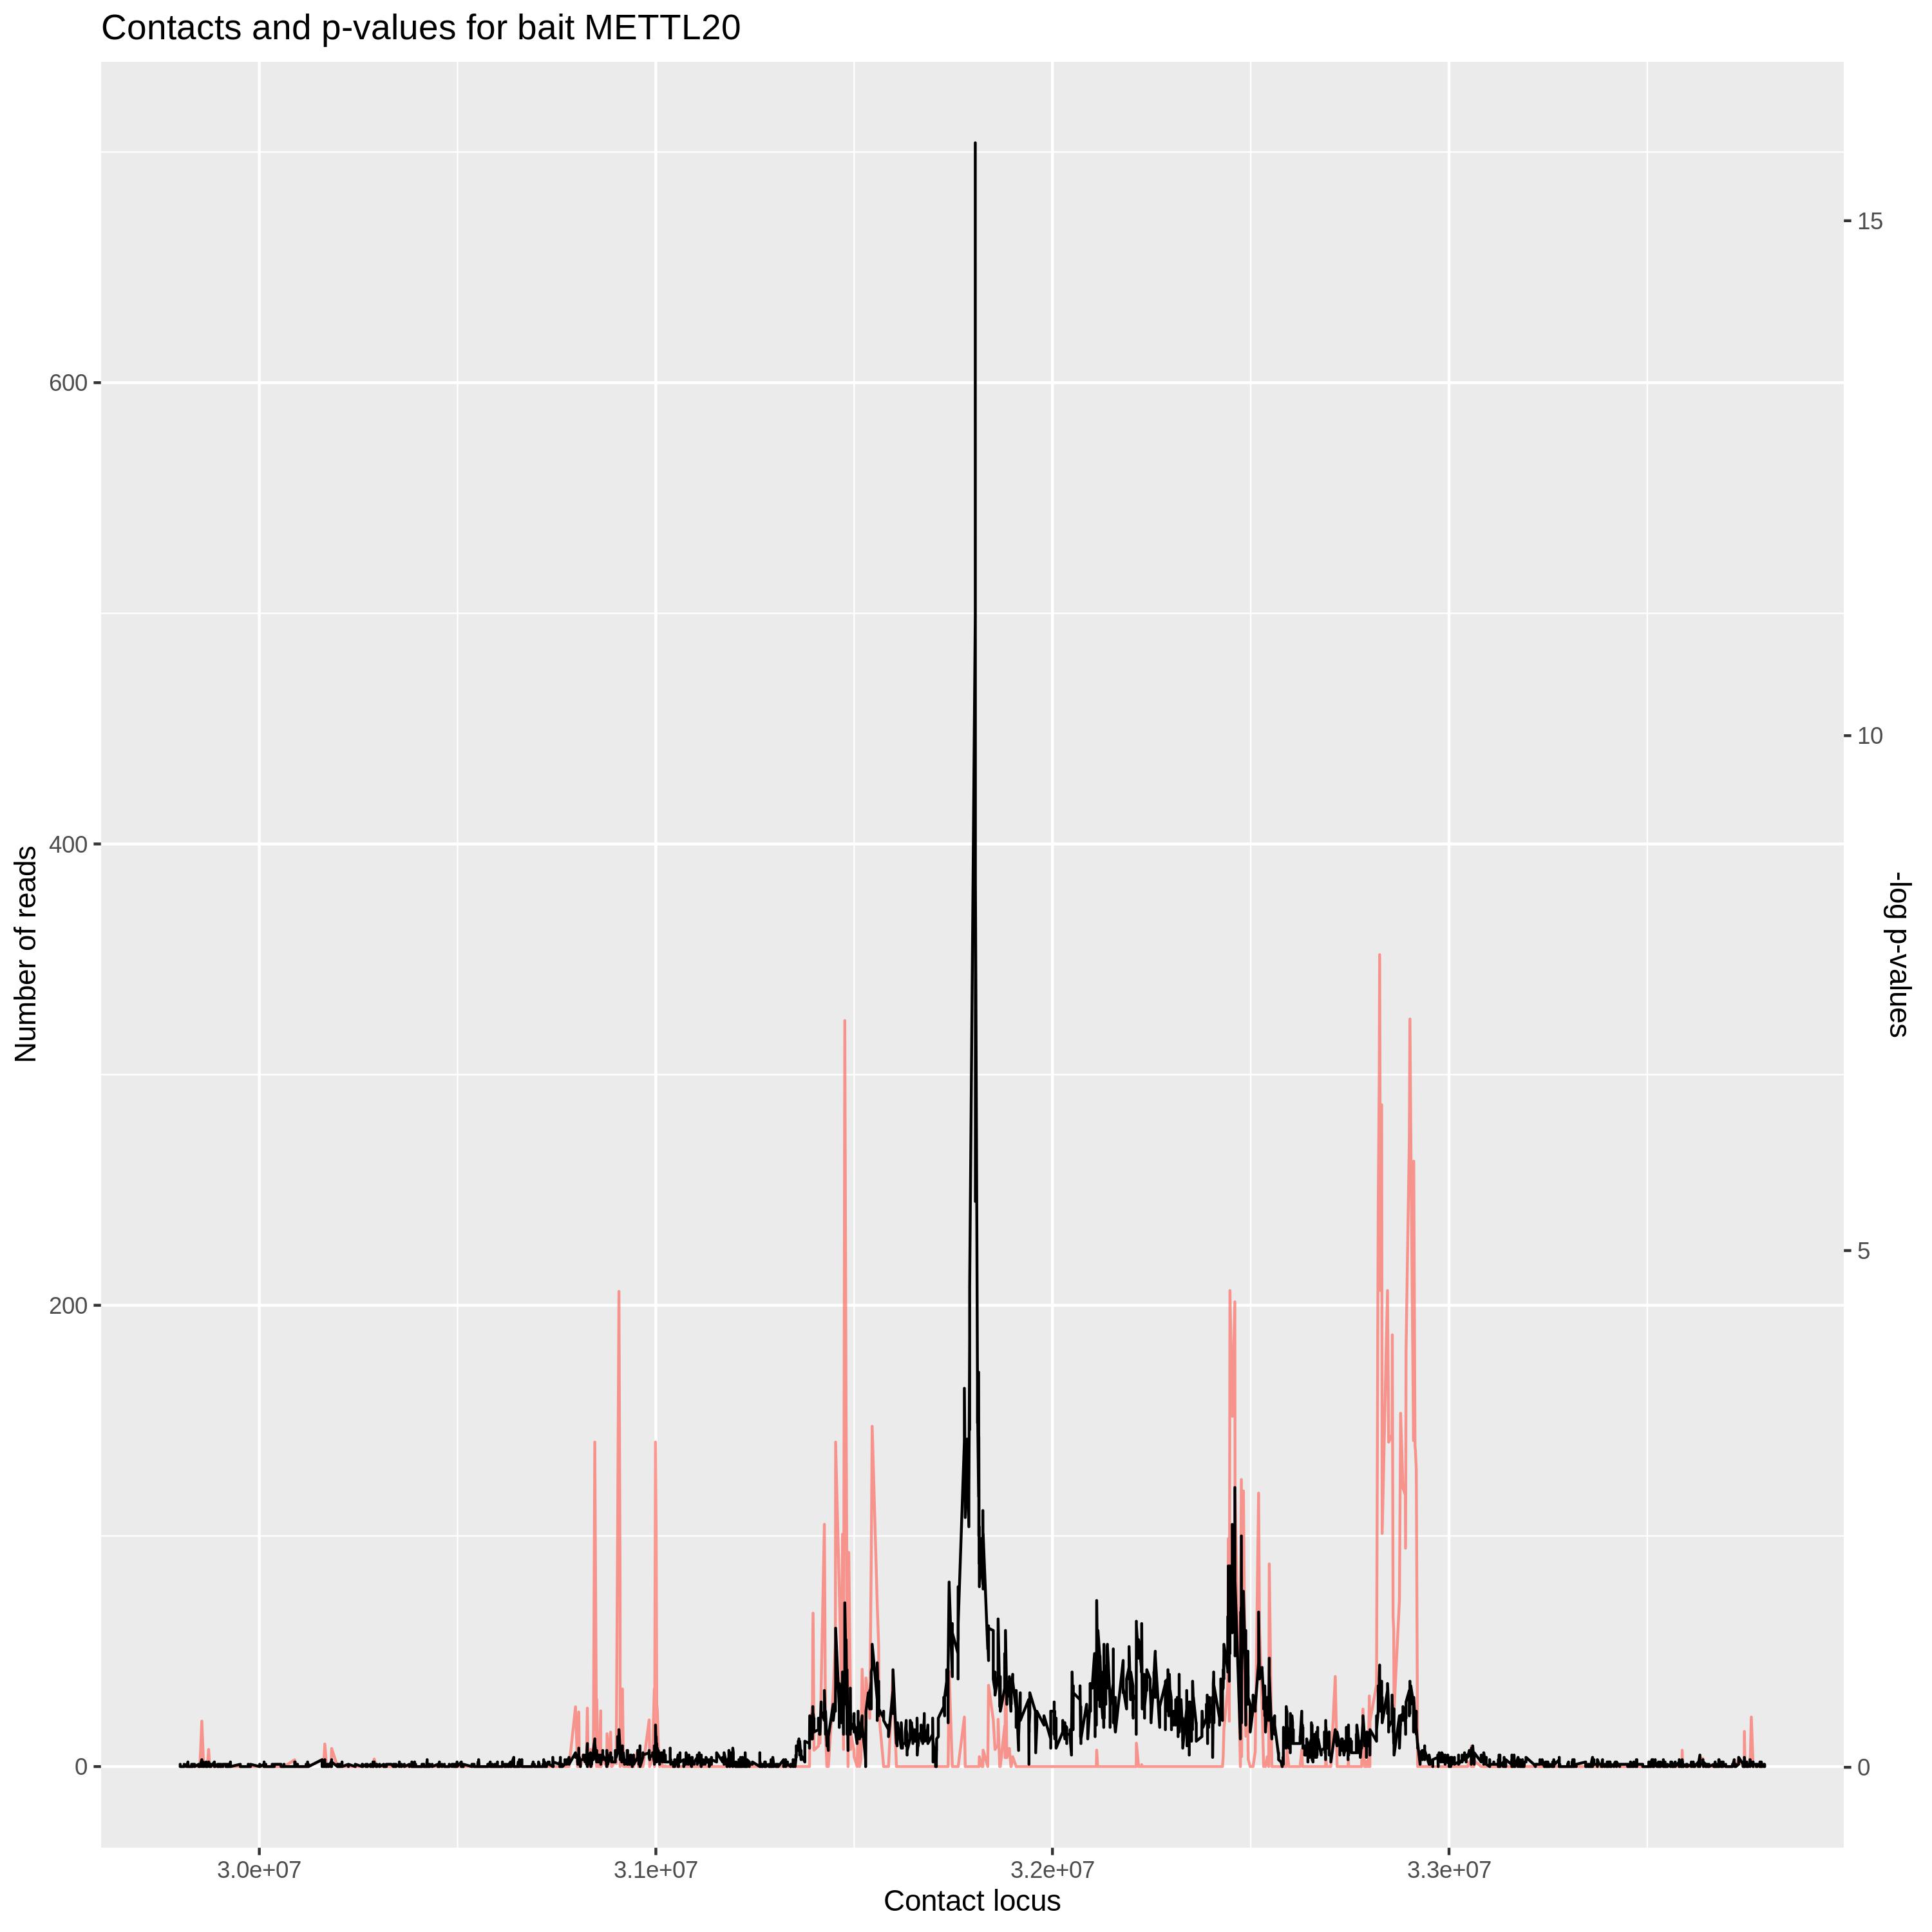 Contacts and p-values for bait METTL20
Number of reads
600
400
200
0
15
10
5
0
-log p-values
3.0e+07
3.1e+07
3.2e+07
3.3e+07
Contact locus